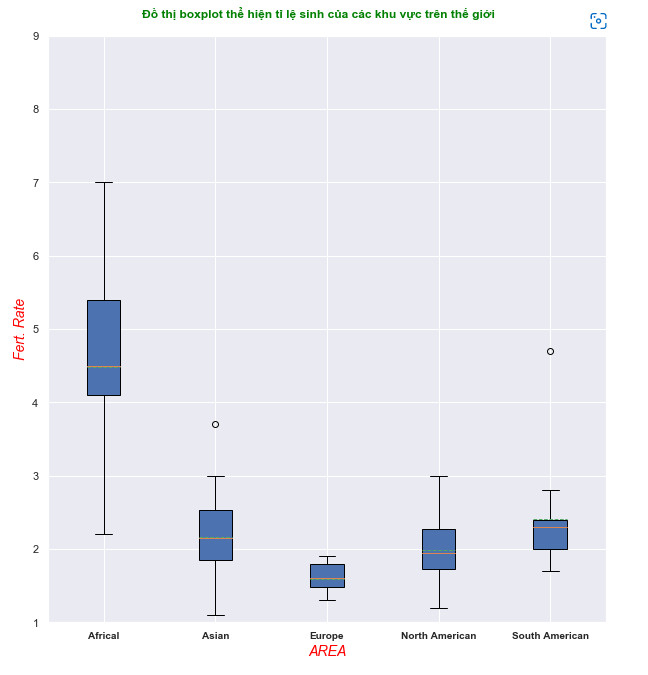 Đồ thị boxplot thể hiện tỉ lệ sinh của các khu vực trên thế giới
9
8
7
6
5
4
3
2
1
Fert. Rate
Africal
Asian
Europe
North American
South American
AREA